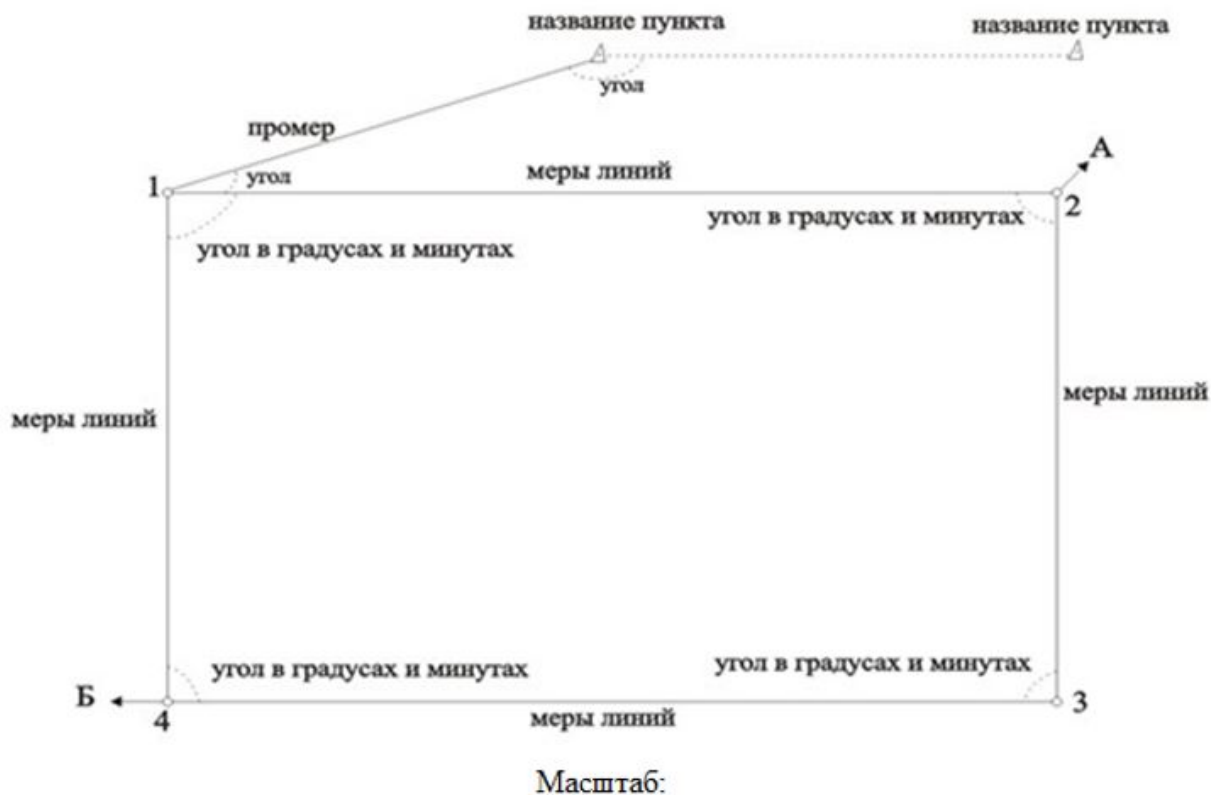 название пункта
название пункта
угол
промер
угол
А
1
меры линий
2
угол в градусах и минутах
угол в градусах и минутах
меры линий
меры линий
угол в градусах и минутах
угол в градусах и минутах
Б
4
меры линий
3
Масштаб: